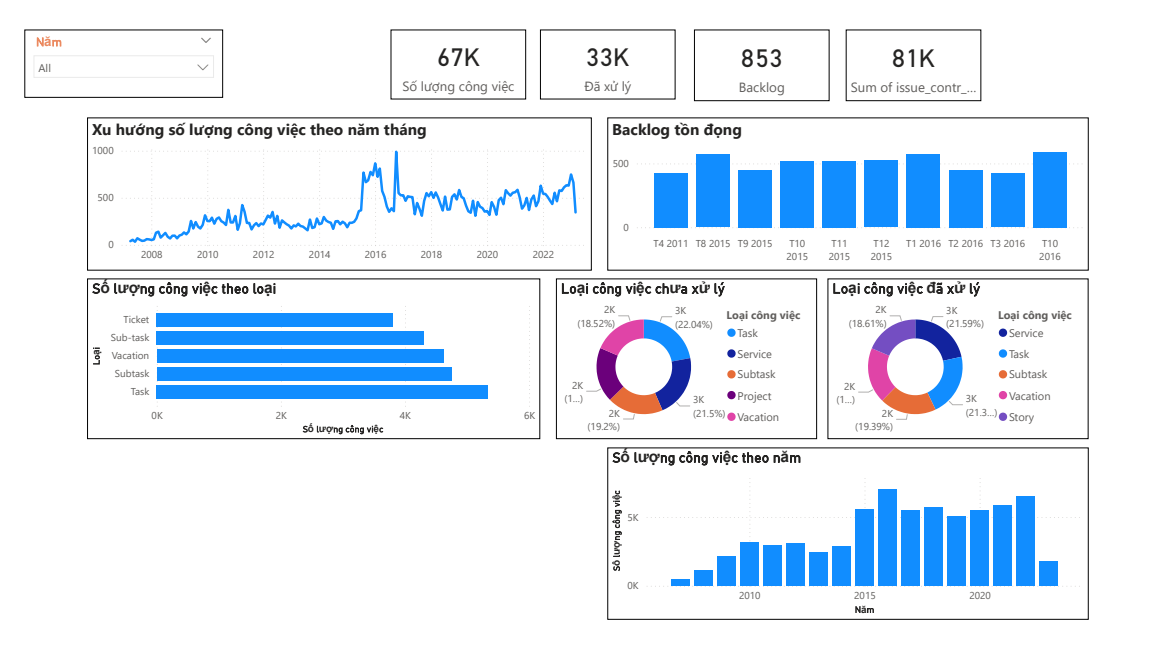 Năm
All
67K
Số lượng công việc
33K
Đã xử lý
853
Backlog
81K
Sum of issue_contr_...
Xu hướng số lượng công việc theo năm tháng
1000
500
0
2008
2010
2012
2014
2016
2018
2020
2022
Backlog tồn đọng
500
0
T4 2011
T8 2015
T9 2015
T10
2015
T11
2015
T12
2015
T1 2016
T2 2016
T3 2016
T10
2016
Số lượng công việc theo loại
Loại
Ticket
Sub-task
Vacation
Subtask
Task
0K
2K
4K
6K
Số lượng công việc
Loại công việc chưa xử lý
2K
(18.52%)
3K
(22.04%)
2K
(1...)
2K
(19.2%)
3K
(21.5%)
Loại công việc
Task
Service
Subtask
Project
Vacation
Loại công việc đã xử lý
2K
(18.61%)
3K
(21.59%)
2K
(1...)
2K
(19.39%)
3K
(21.3...)
Loại công việc
Service
Task
Subtask
Vacation
Story
Số lượng công việc theo năm
Số lượng công việc
5K
0K
2010
2015
2020
Năm